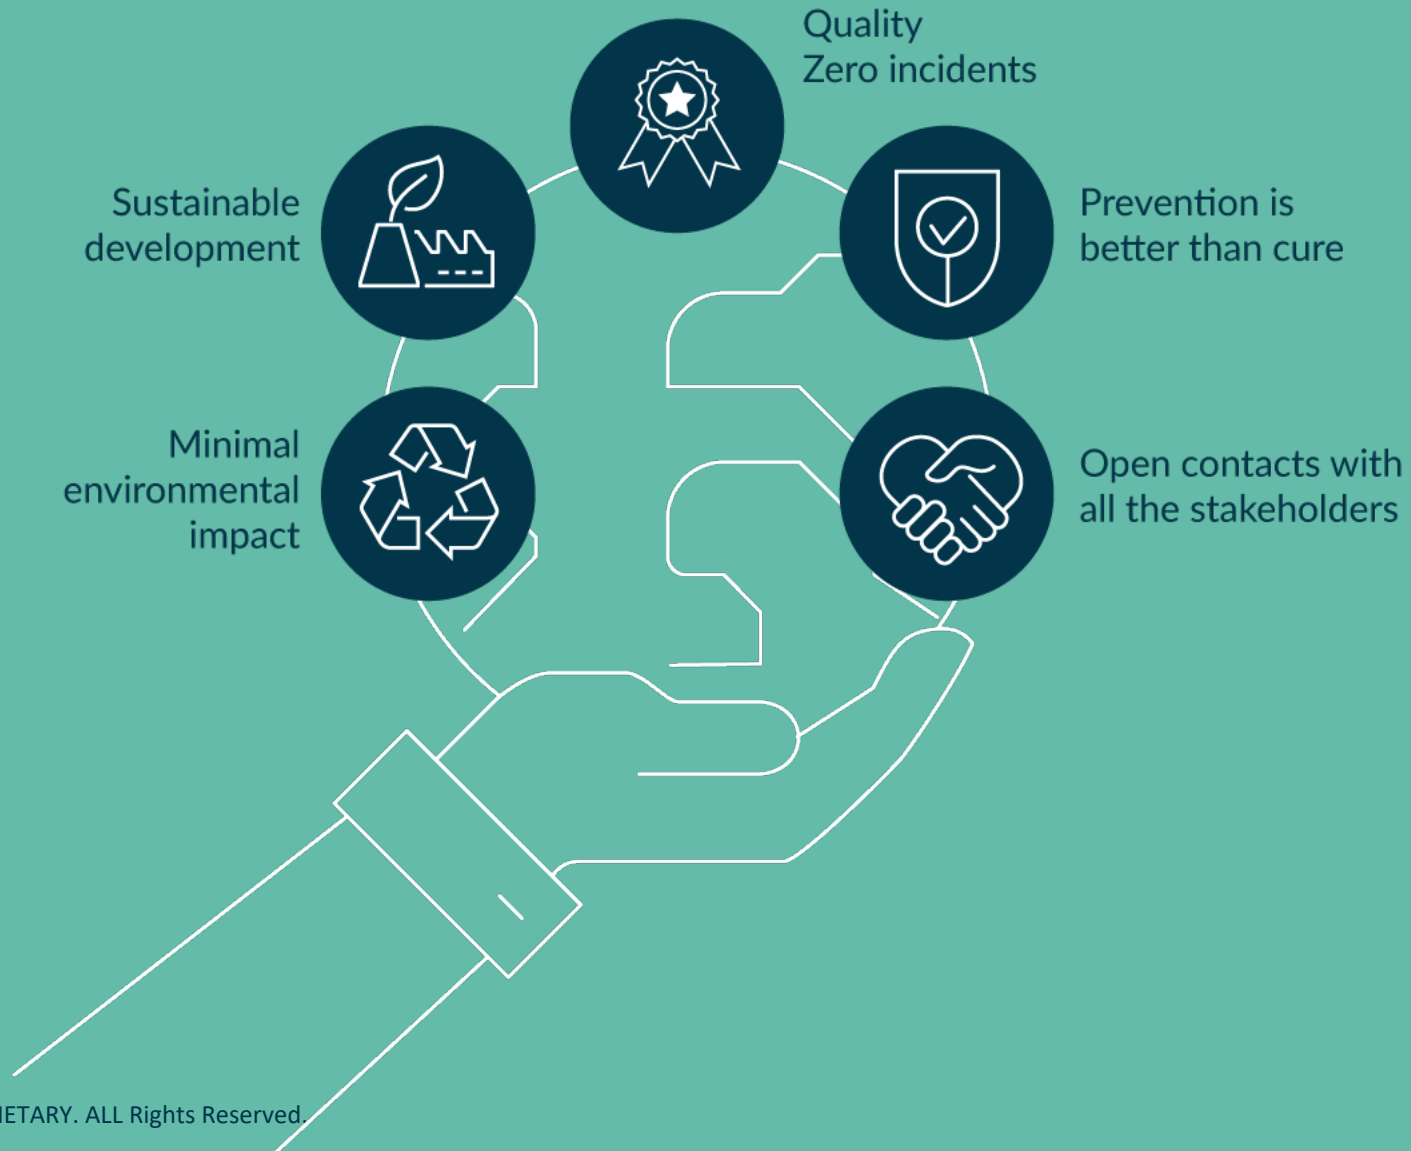 Quality
Zero incidents
Sustainable
development
Prevention is
better than cure
Minimal
environmental
impact
Open contacts with
all the stakeholders
ALL Rights Reserved.